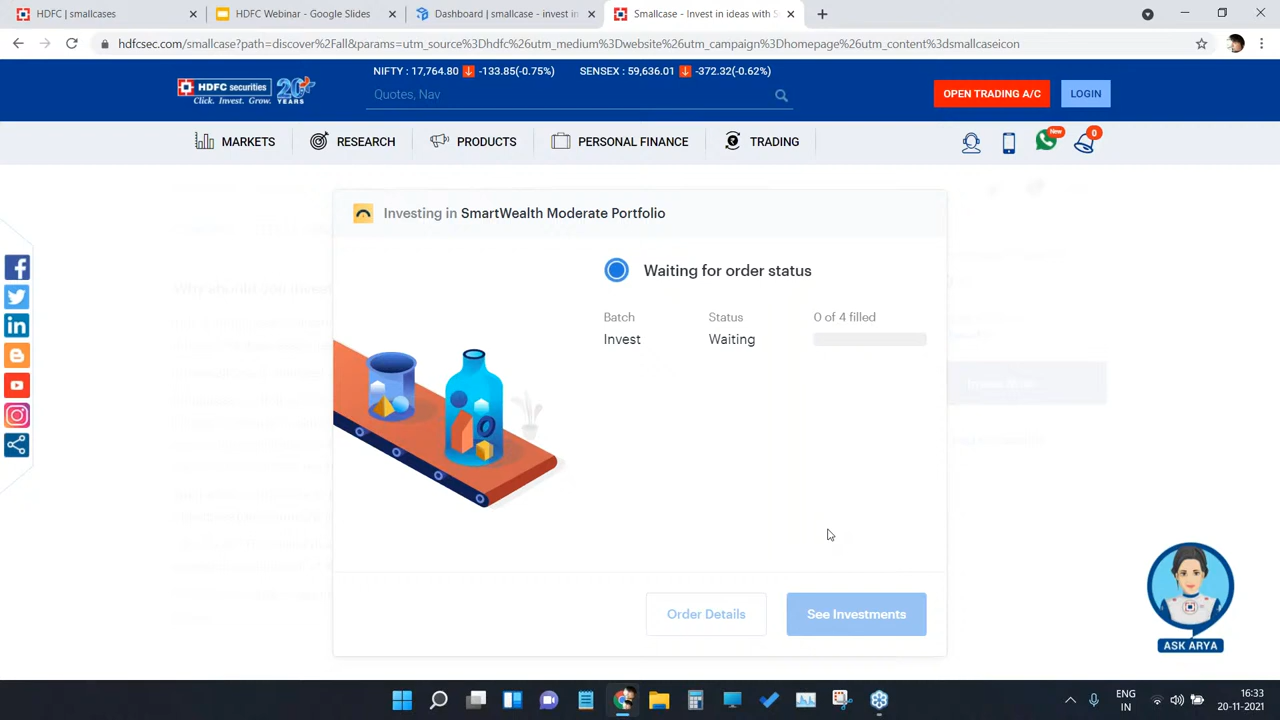 HDFC | smallcases
HDFC Webinar - Google Slides
Dashboard | smallcase - invest in
Smallcase - Invest in ideas with S
hdfcsec.com/smallcase?path=discover%2Fall&params=utm_source%3Dhdfc%26utm_medium%3Dwebsite%26utm_campaign%3Dhomepage%26utm_content%3dsmallcaseicon
HDFC securities
Click. Invest. Grow.
20 YEARS
NIFTY : 17,764.80 -133.85(-0.75%) SENSEX : 59,636.01 -372.32(-0.62%)
Quotes, Nav
OPEN TRADING A/C
LOGIN
MARKETS
RESEARCH
PRODUCTS
PERSONAL FINANCE
TRADING
New
0
Investing in SmartWealth Moderate Portfolio
Waiting for order status
Batch Status 0 of 4 filled
Invest Waiting
Order Details
See Investments
ASK ARYA
ENG
IN
16:33
20-11-2021